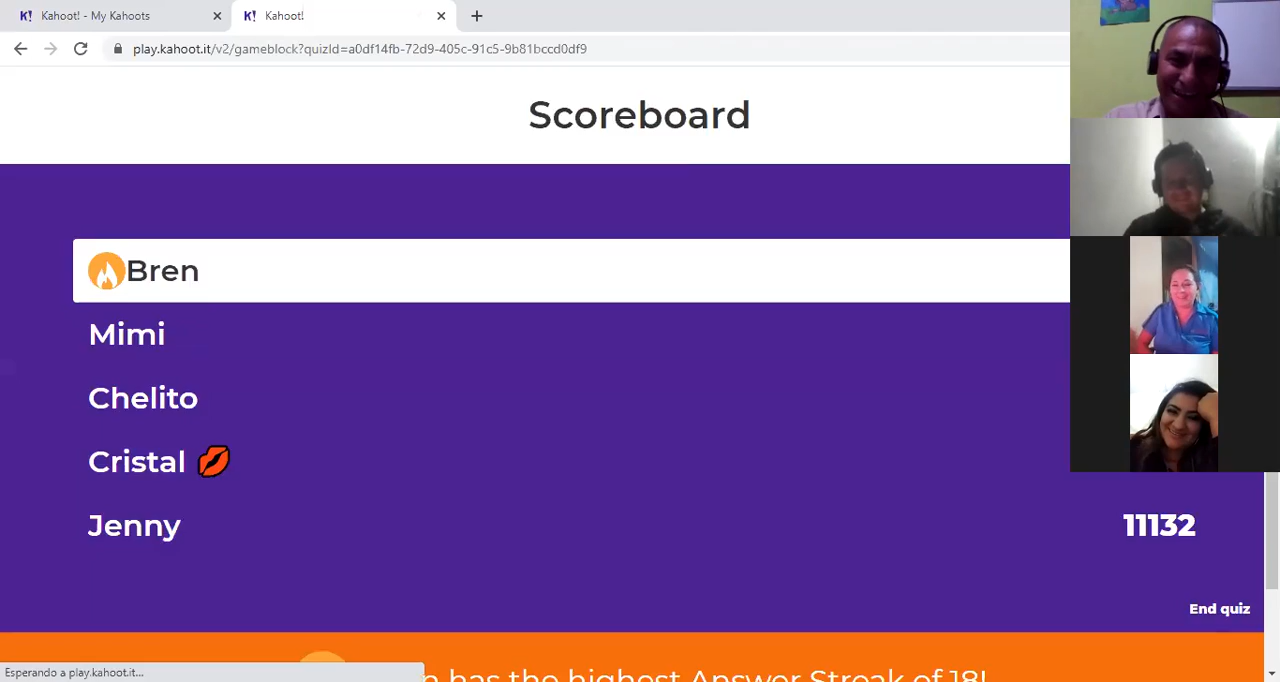 Kahoot! - My Kahoots
Kahoot!
play.kahoot.it/v2/gameblock?quizId=a0df14fb-72d9-405c-91c5-9b81bccd0df9
Scoreboard
Bren
Mimi
Chelito
Cristal 💋
Jenny 11132
End quiz
n has the highest Answer Streak of 18!
Esperando a play.kahoot.it...